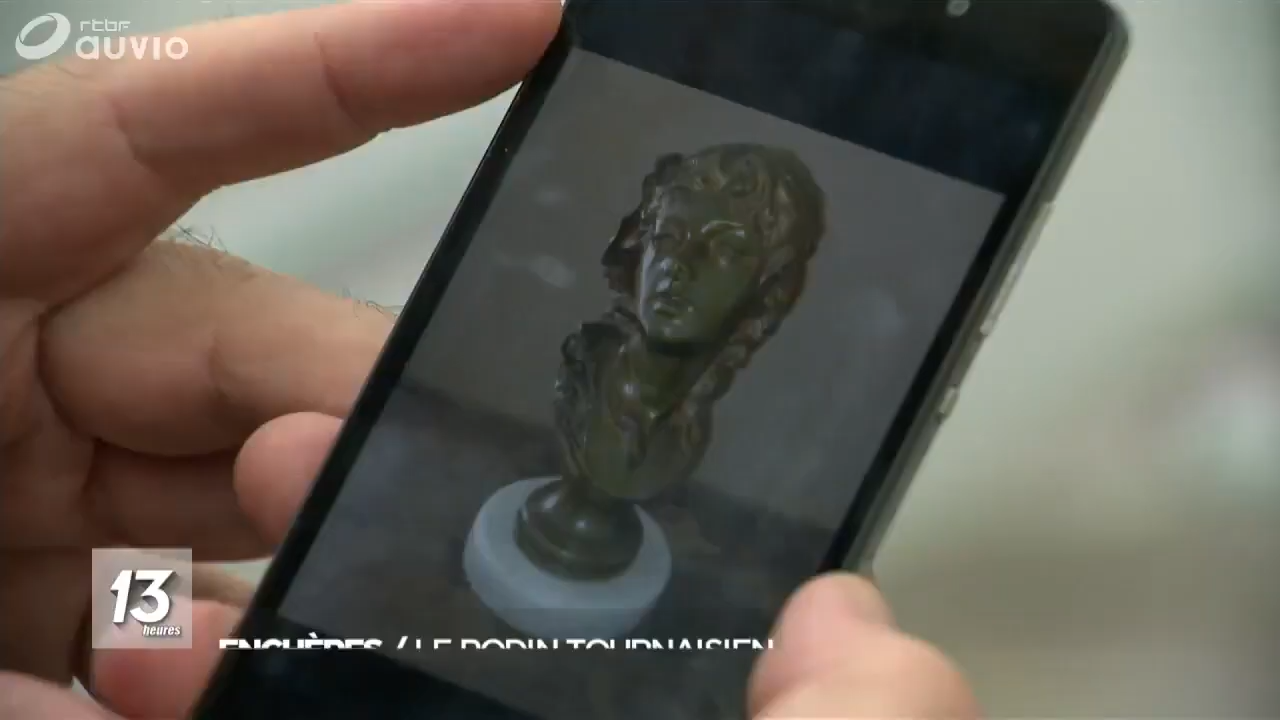 rtbf
auvio
13
heures
ENCHÈRES / LE RODIN TOURNAISIEN